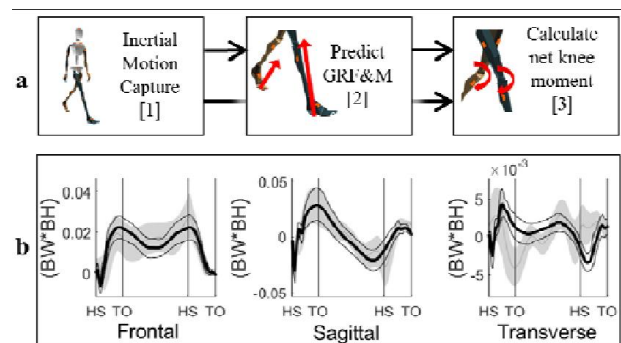 a
Inertial
Motion
Capture
[1]
Predict
GRF&M
[2]
Calculate
net knee
moment
[3]
b
(BW*BH)
0.04
0.02
0
HS TO HS TO
Frontal
(BW*BH)
0.05
0
-0.05
HS TO HS TO
Sagittal
(BW*BH)
×10⁻³
5
0
-5
HS TO HS TO
Transverse